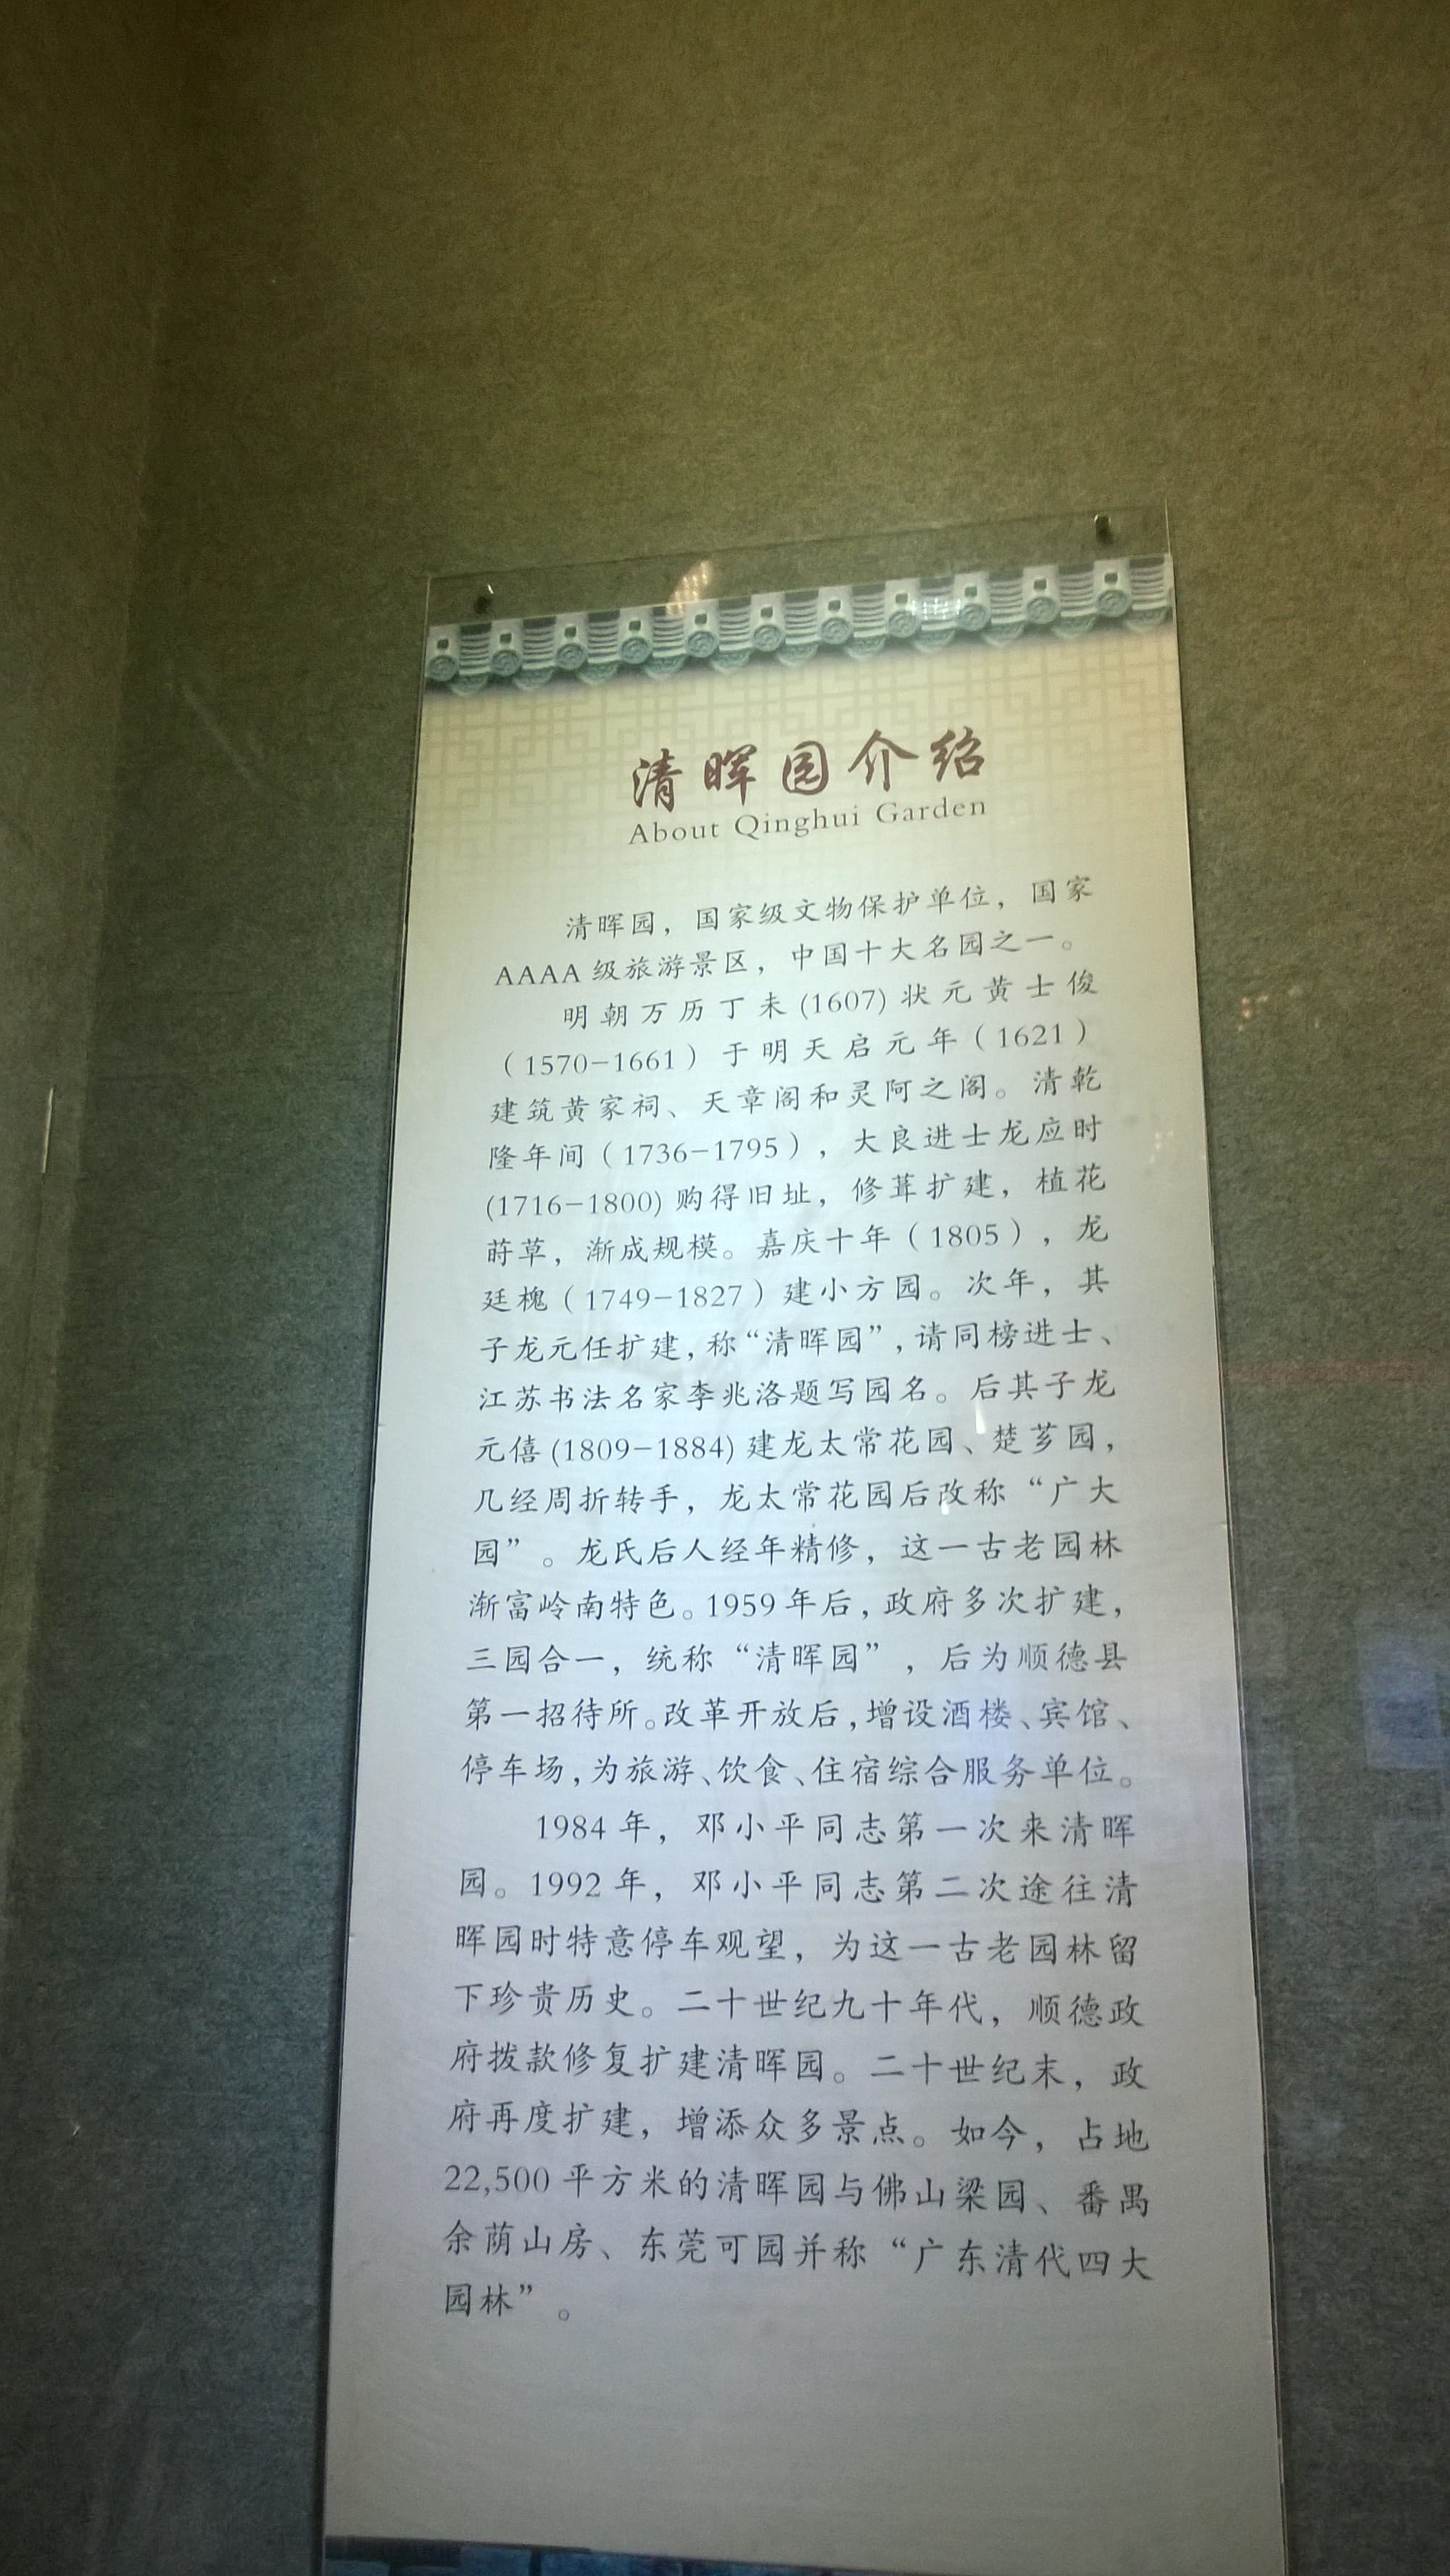 清晖园介绍
About Qinghui Garden
清晖园，国家级文物保护单位，国家
AAAA 级旅游景区，中国十大名园之一。
明朝万历丁未(1607)状元黄士俊
（1570-1661）于明天启元年（1621）
建筑黄家祠、天章阁和灵阿之阁。清乾
隆年间（1736-1795），大良进士龙应时
(1716-1800)购得旧址，修葺扩建，植花
莳草，渐成规模。嘉庆十年（1805），龙
廷槐（1749-1827）建小方园。次年，其
子龙元任扩建，称“清晖园”，请同榜进士、
江苏书法名家李兆洛题写园名。后其子龙
元僖(1809-1884)建龙太常花园、楚芗园，
几经周折转手，龙太常花园后改称“广大
园”。龙氏后人经年精修，这一古老园林
渐富岭南特色。1959年后，政府多次扩建，
三园合一，统称“清晖园”，后为顺德县
第一招待所。改革开放后，增设酒楼、宾馆、
停车场，为旅游、饮食、住宿综合服务单位。
1984年，邓小平同志第一次来清晖
园。1992年，邓小平同志第二次途往清
晖园时特意停车观望，为这一古老园林留
下珍贵历史。二十世纪九十年代，顺德政
府拨款修复扩建清晖园。二十世纪末，政
府再度扩建，增添众多景点。如今，占地
22,500平方米的清晖园与佛山梁园、番禺
余荫山房、东莞可园并称“广东清代四大
园林”。